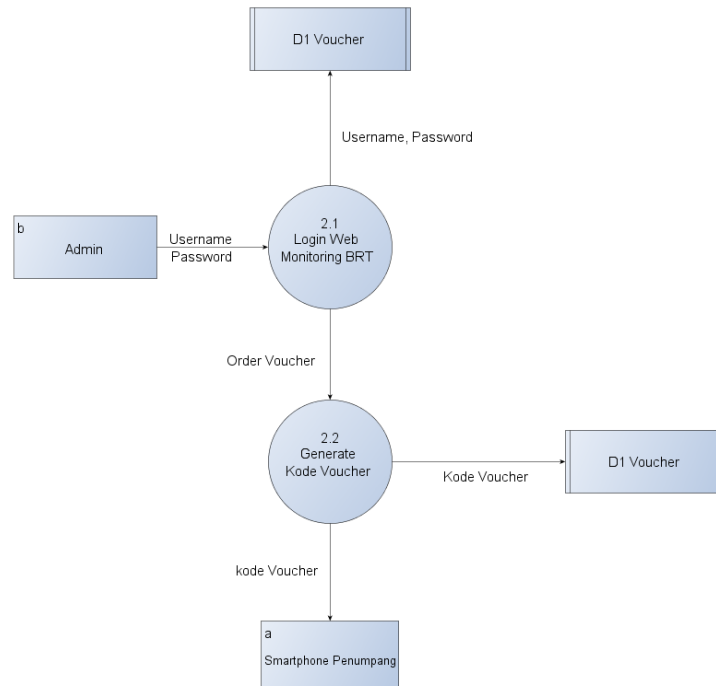 D1 Voucher
Username, Password
b
Admin
Username
Password
2.1
Login Web
Monitoring BRT
Order Voucher
2.2
Generate
Kode Voucher
Kode Voucher
D1 Voucher
kode Voucher
a
Smartphone Penumpang